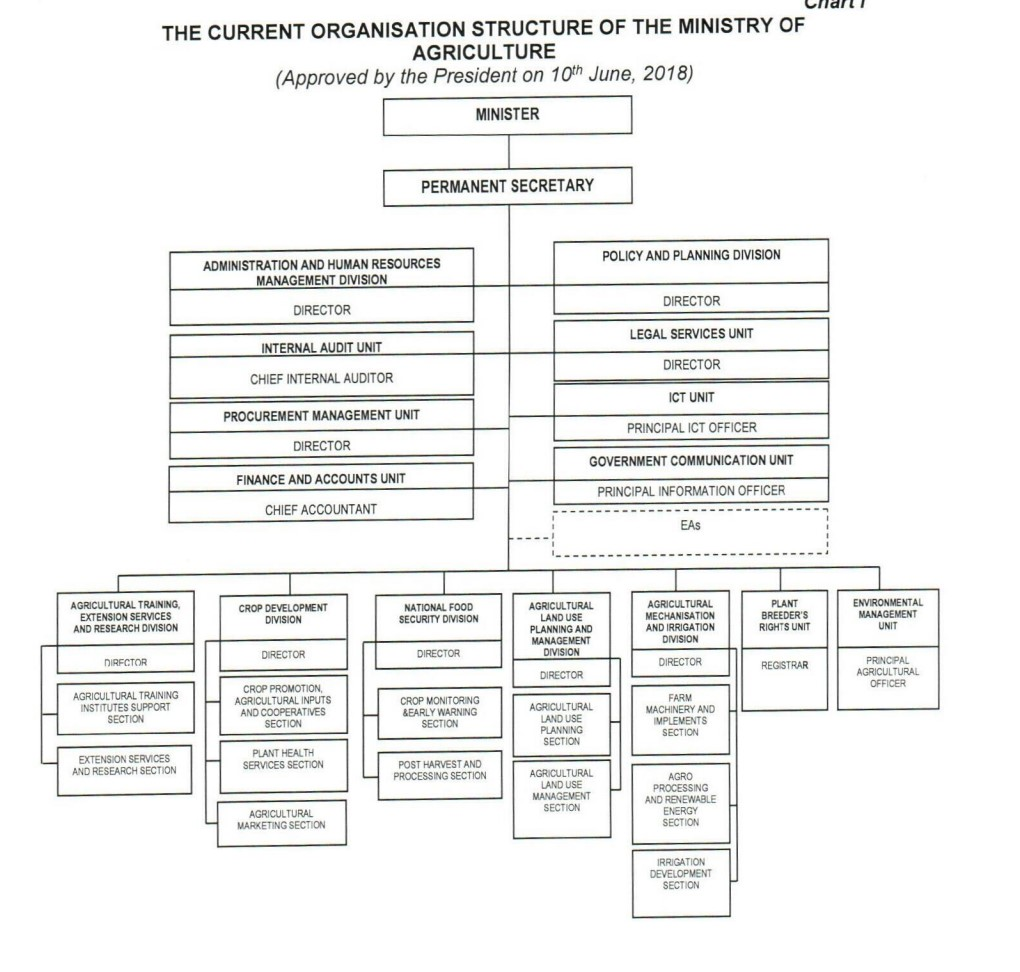 Chart I
THE CURRENT ORGANISATION STRUCTURE OF THE MINISTRY OF
AGRICULTURE
(Approved by the President on 10th June, 2018)
MINISTER
PERMANENT SECRETARY
ADMINISTRATION AND HUMAN RESOURCES
MANAGEMENT DIVISION
DIRECTOR
POLICY AND PLANNING DIVISION
DIRECTOR
INTERNAL AUDIT UNIT
CHIEF INTERNAL AUDITOR
LEGAL SERVICES UNIT
DIRECTOR
PROCUREMENT MANAGEMENT UNIT
DIRECTOR
ICT UNIT
PRINCIPAL ICT OFFICER
FINANCE AND ACCOUNTS UNIT
CHIEF ACCOUNTANT
GOVERNMENT COMMUNICATION UNIT
PRINCIPAL INFORMATION OFFICER
EAs
AGRICULTURAL TRAINING,
EXTENSION SERVICES
AND RESEARCH DIVISION
DIRECTOR
AGRICULTURAL TRAINING
INSTITUTES SUPPORT
SECTION
EXTENSION SERVICES
AND RESEARCH SECTION
CROP DEVELOPMENT
DIVISION
DIRECTOR
CROP PROMOTION,
AGRICULTURAL INPUTS
AND COOPERATIVES
SECTION
PLANT HEALTH
SERVICES SECTION
AGRICULTURAL
MARKETING SECTION
NATIONAL FOOD
SECURITY DIVISION
DIRECTOR
CROP MONITORING
&EARLY WARNING
SECTION
POST HARVEST AND
PROCESSING SECTION
AGRICULTURAL
LAND USE
PLANNING AND
MANAGEMENT
DIVISION
DIRECTOR
AGRICULTURAL
LAND USE
PLANNING
SECTION
AGRICULTURAL
LAND USE
MANAGEMENT
SECTION
AGRICULTURAL
MECHANISATION
AND IRRIGATION
DIVISION
DIRECTOR
FARM
MACHINERY AND
IMPLEMENTS
SECTION
AGRO
PROCESSING
AND RENEWABLE
ENERGY
SECTION
IRRIGATION
DEVELOPMENT
SECTION
PLANT
BREEDER'S
RIGHTS UNIT
REGISTRAR
ENVIRONMENTAL
MANAGEMENT
UNIT
PRINCIPAL
AGRICULTURAL
OFFICER